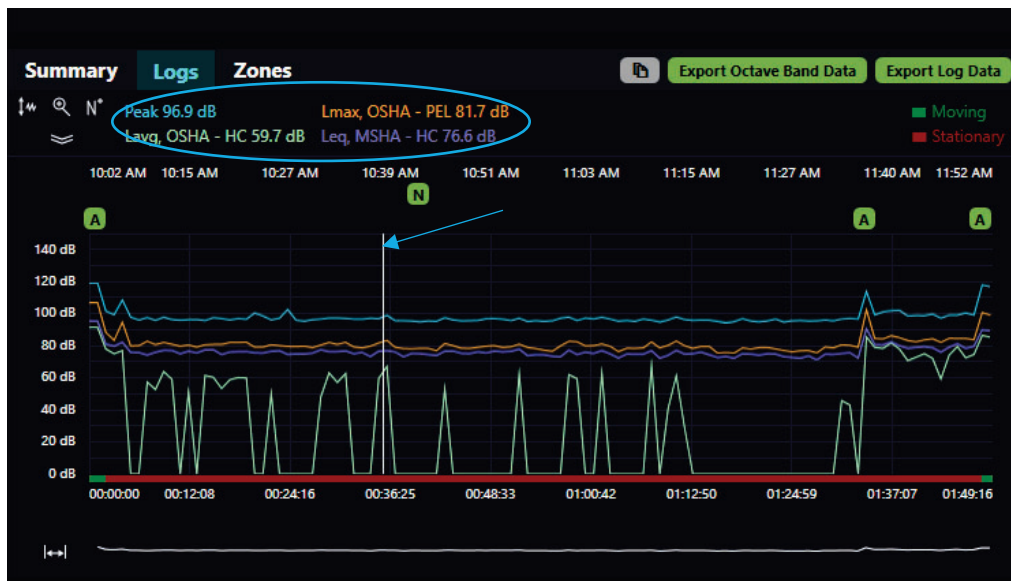 Summary Logs Zones Export Octave Band Data Export Log Data
N* Peak 96.9 dB Lmax, OSHA - PEL 81.7 dB Moving
Lavg, OSHA - HC 59.7 dB Leq, MSHA - HC 76.6 dB Stationary
10:02 AM 10:15 AM 10:27 AM 10:39 AM 10:51 AM 11:03 AM 11:15 AM 11:27 AM 11:40 AM 11:52 AM
N
A A A
140 dB
120 dB
100 dB
80 dB
60 dB
40 dB
20 dB
0 dB
00:00:00 00:12:08 00:24:16 00:36:25 00:48:33 01:00:42 01:12:50 01:24:59 01:37:07 01:49:16